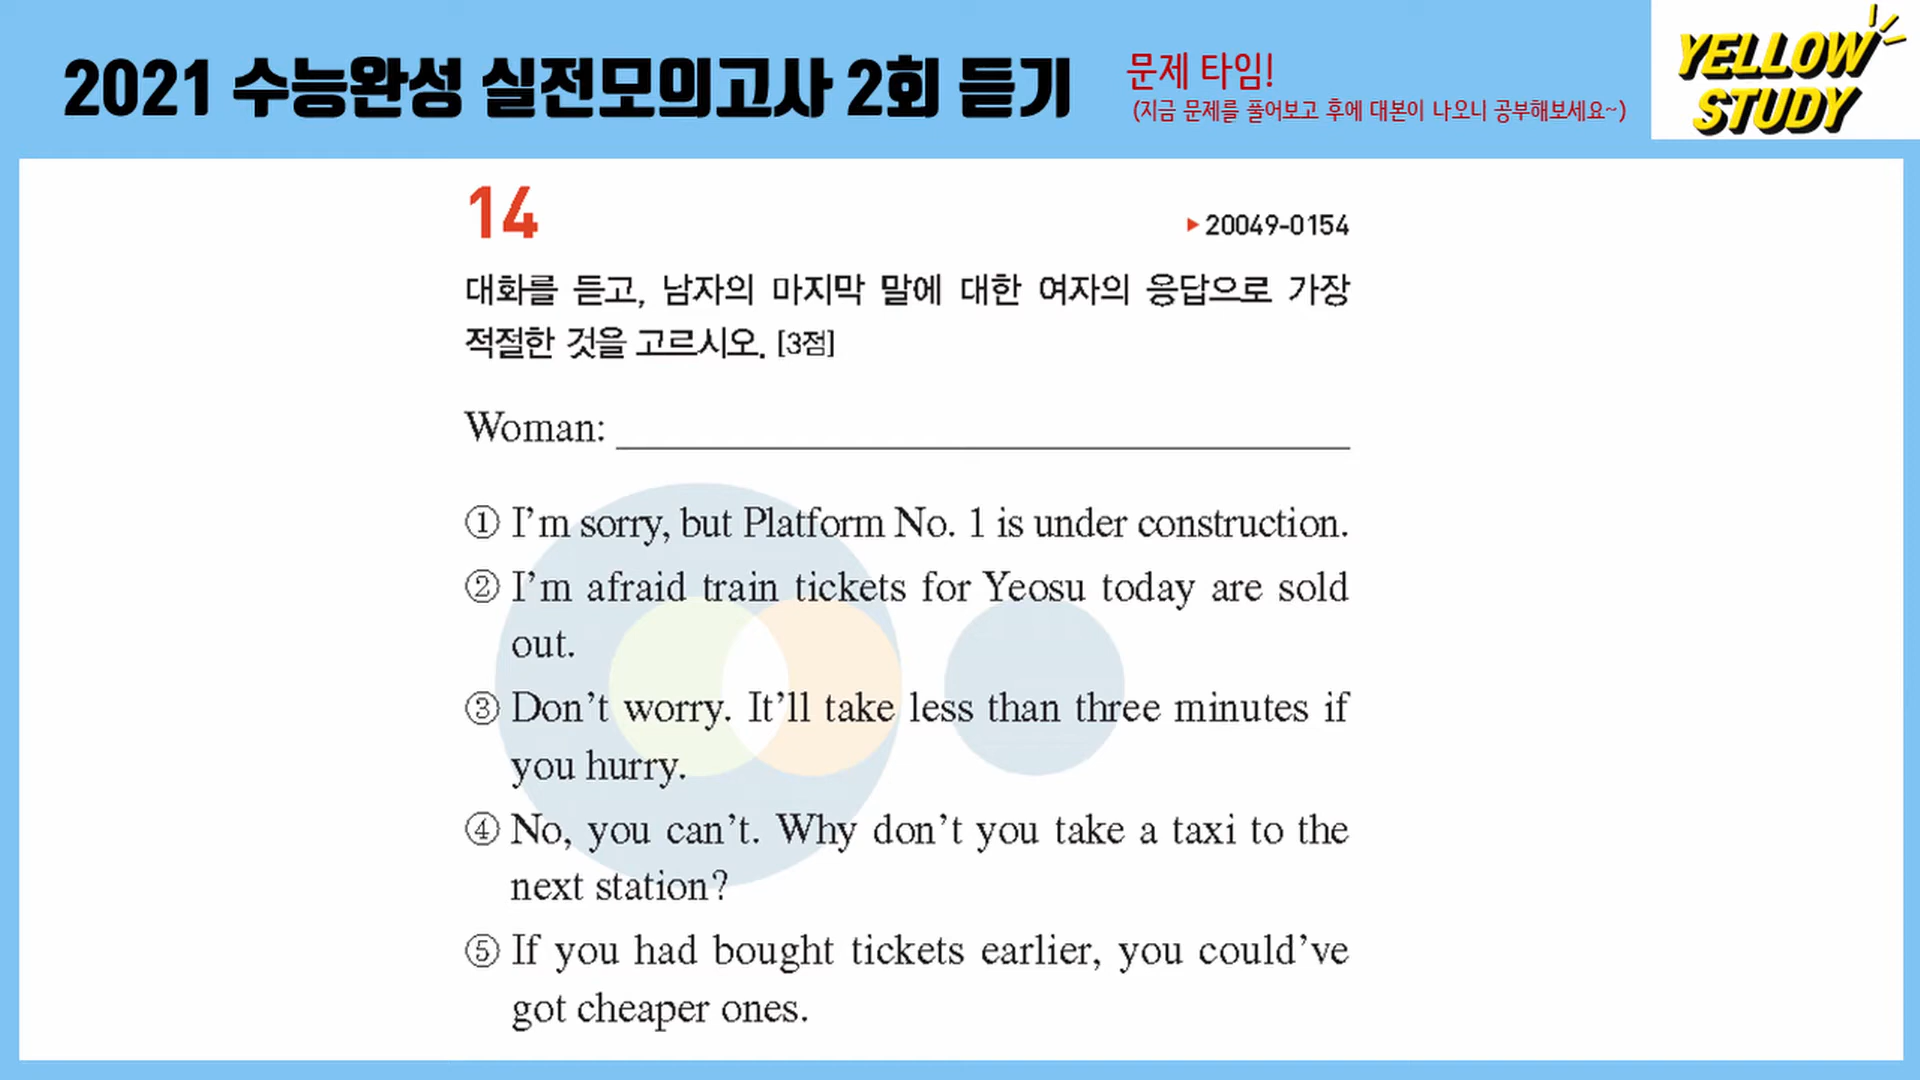 2021 수능완성 실전모의고사 2회 듣기
문제 타임!
(지금 문제를 풀어보고 후에 대본이 나오니 공부해보세요~)
YELLOW
STUDY
14
▶ 20049-0154
대화를 듣고, 남자의 마지막 말에 대한 여자의 응답으로 가장
적절한 것을 고르시오. [3점]
Woman:
① I'm sorry, but Platform No. 1 is under construction.
② I'm afraid train tickets for Yeosu today are sold
out.
③ Don't worry. It'll take less than three minutes if
you hurry.
④ No, you can't. Why don't you take a taxi to the
next station?
⑤ If you had bought tickets earlier, you could've
got cheaper ones.